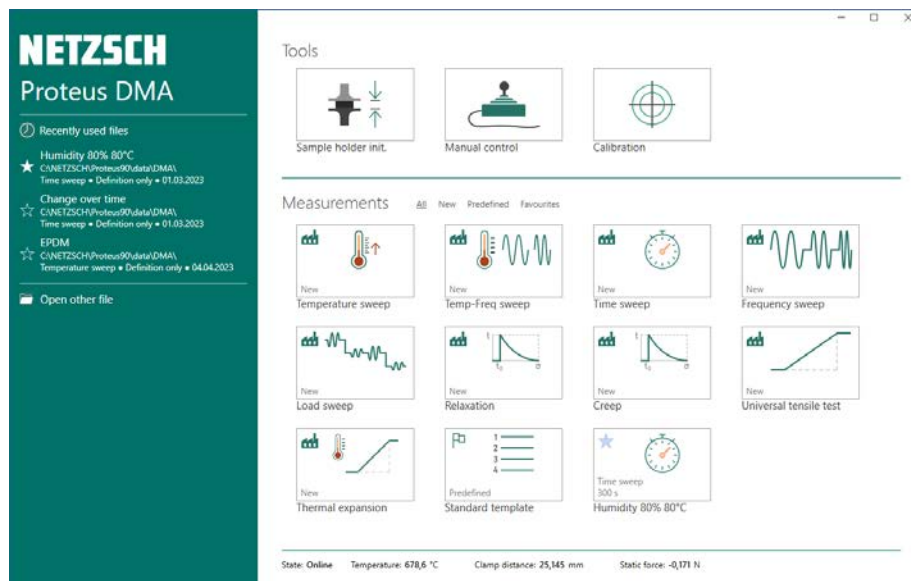 NETZSCH
Proteus DMA
Recently used files
Humidity 80% 80°C
C:\NETZSCH\Proteus90\data\DMA\
Time sweep • Definition only • 01.03.2023
Change over time
C:\NETZSCH\Proteus90\data\DMA\
Time sweep • Definition only • 01.03.2023
EPDM
C:\NETZSCH\Proteus90\data\DMA\
Temperature sweep • Definition only • 04.04.2023
Open other file
Tools
Sample holder init.
Manual control
Calibration
Measurements
All New Predefined Favourites
New
Temperature sweep
New
Temp-Freq sweep
New
Time sweep
New
Frequency sweep
New
Load sweep
t
t₀
σ
New
Relaxation
t
t₀
σ
New
Creep
New
Universal tensile test
New
Thermal expansion
1
2
3
4
Predefined
Standard template
Time sweep
300 s
Humidity 80% 80°C
State: Online Temperature: 678,6 °C Clamp distance: 25,145 mm Static force: -0,171 N